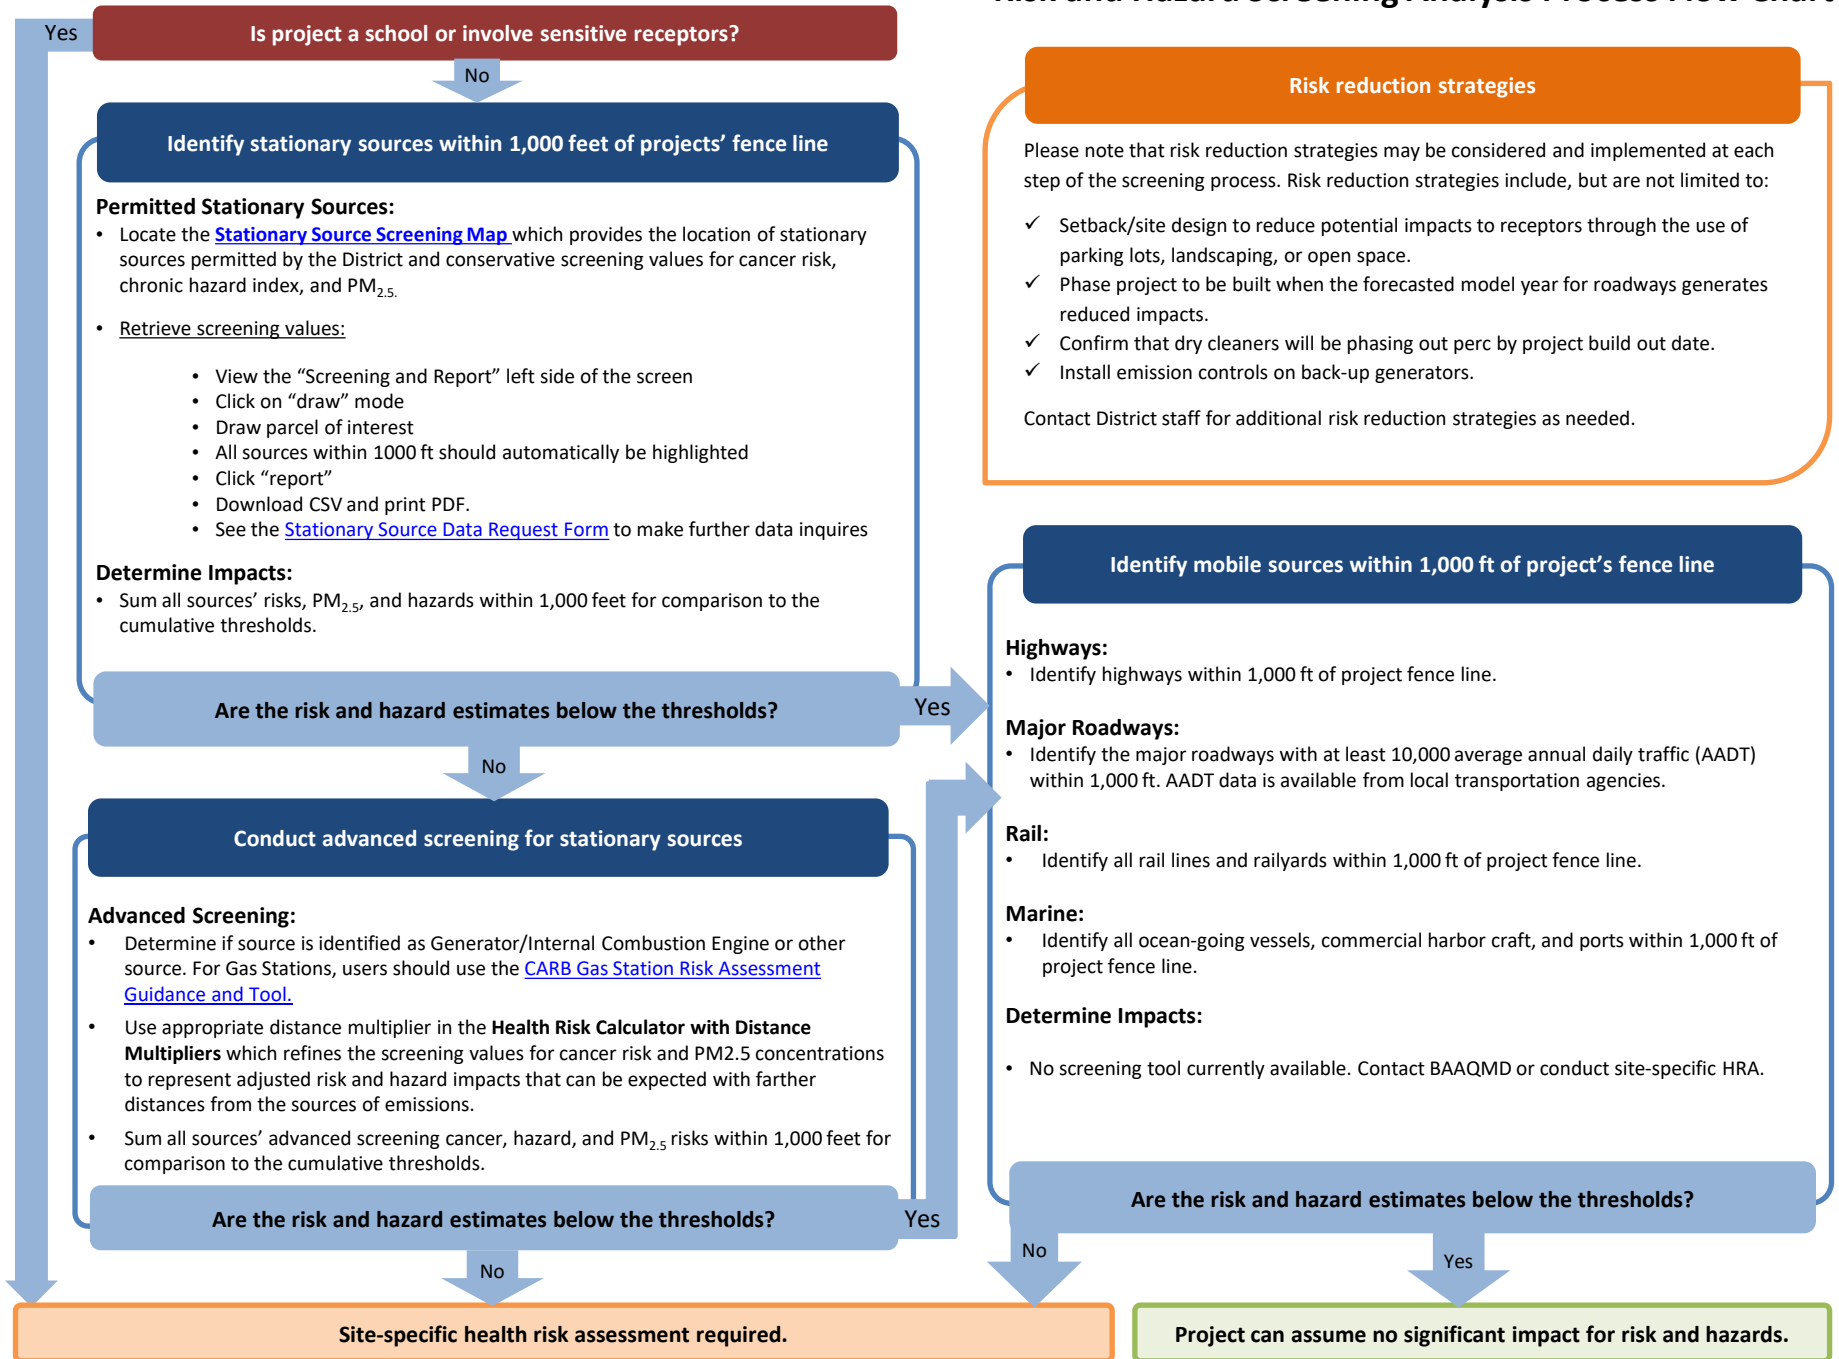 Risk and Hazard Screening Analysis Process Flow Chart
Yes
Is project a school or involve sensitive receptors?
No
Identify stationary sources within 1,000 feet of projects’ fence line
Permitted Stationary Sources:
• Locate the Stationary Source Screening Map which provides the location of stationary
sources permitted by the District and conservative screening values for cancer risk,
chronic hazard index, and PM2.5.
• Retrieve screening values:
• View the “Screening and Report” left side of the screen
• Click on “draw” mode
• Draw parcel of interest
• All sources within 1000 ft should automatically be highlighted
• Click “report”
• Download CSV and print PDF.
• See the Stationary Source Data Request Form to make further data inquires
Determine Impacts:
• Sum all sources’ risks, PM2.5, and hazards within 1,000 feet for comparison to the
cumulative thresholds.
Are the risk and hazard estimates below the thresholds?
Yes
No
Conduct advanced screening for stationary sources
Advanced Screening:
• Determine if source is identified as Generator/Internal Combustion Engine or other
source. For Gas Stations, users should use the CARB Gas Station Risk Assessment
Guidance and Tool.
• Use appropriate distance multiplier in the Health Risk Calculator with Distance
Multipliers which refines the screening values for cancer risk and PM2.5 concentrations
to represent adjusted risk and hazard impacts that can be expected with farther
distances from the sources of emissions.
• Sum all sources’ advanced screening cancer, hazard, and PM2.5 risks within 1,000 feet for
comparison to the cumulative thresholds.
Are the risk and hazard estimates below the thresholds?
Yes
No
Risk reduction strategies
Please note that risk reduction strategies may be considered and implemented at each
step of the screening process. Risk reduction strategies include, but are not limited to:
✓ Setback/site design to reduce potential impacts to receptors through the use of
parking lots, landscaping, or open space.
✓ Phase project to be built when the forecasted model year for roadways generates
reduced impacts.
✓ Confirm that dry cleaners will be phasing out perc by project build out date.
✓ Install emission controls on back-up generators.
Contact District staff for additional risk reduction strategies as needed.
Identify mobile sources within 1,000 ft of project’s fence line
Highways:
• Identify highways within 1,000 ft of project fence line.
Major Roadways:
• Identify the major roadways with at least 10,000 average annual daily traffic (AADT)
within 1,000 ft. AADT data is available from local transportation agencies.
Rail:
• Identify all rail lines and railyards within 1,000 ft of project fence line.
Marine:
• Identify all ocean-going vessels, commercial harbor craft, and ports within 1,000 ft of
project fence line.
Determine Impacts:
• No screening tool currently available. Contact BAAQMD or conduct site-specific HRA.
Are the risk and hazard estimates below the thresholds?
No
Yes
Site-specific health risk assessment required.
Project can assume no significant impact for risk and hazards.